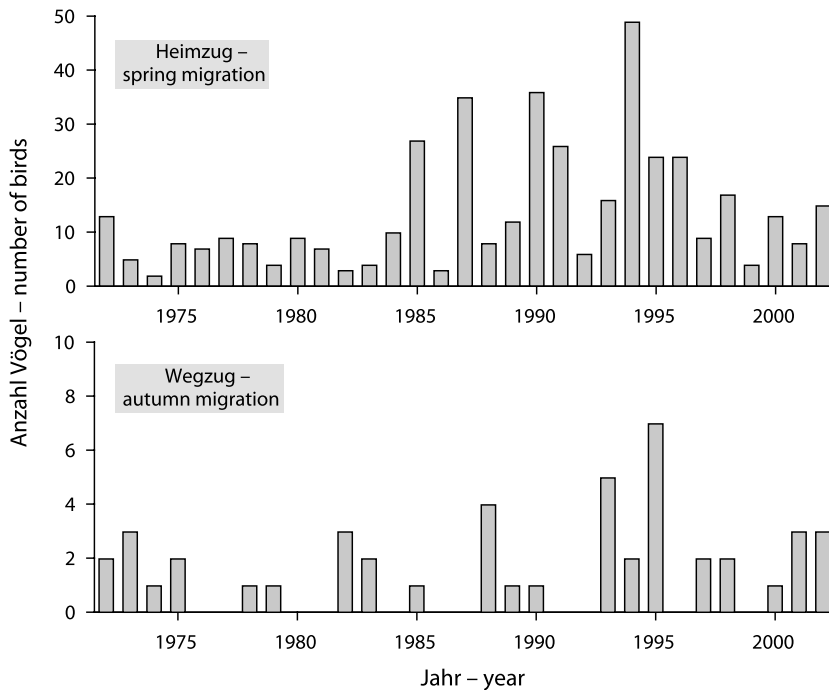 Anzahl Vögel – number of birds
50
40
30
20
10
0
Heimzug –
spring migration
1975 1980 1985 1990 1995 2000
10
8
6
4
2
0
Wegzug –
autumn migration
1975 1980 1985 1990 1995 2000
Jahr – year